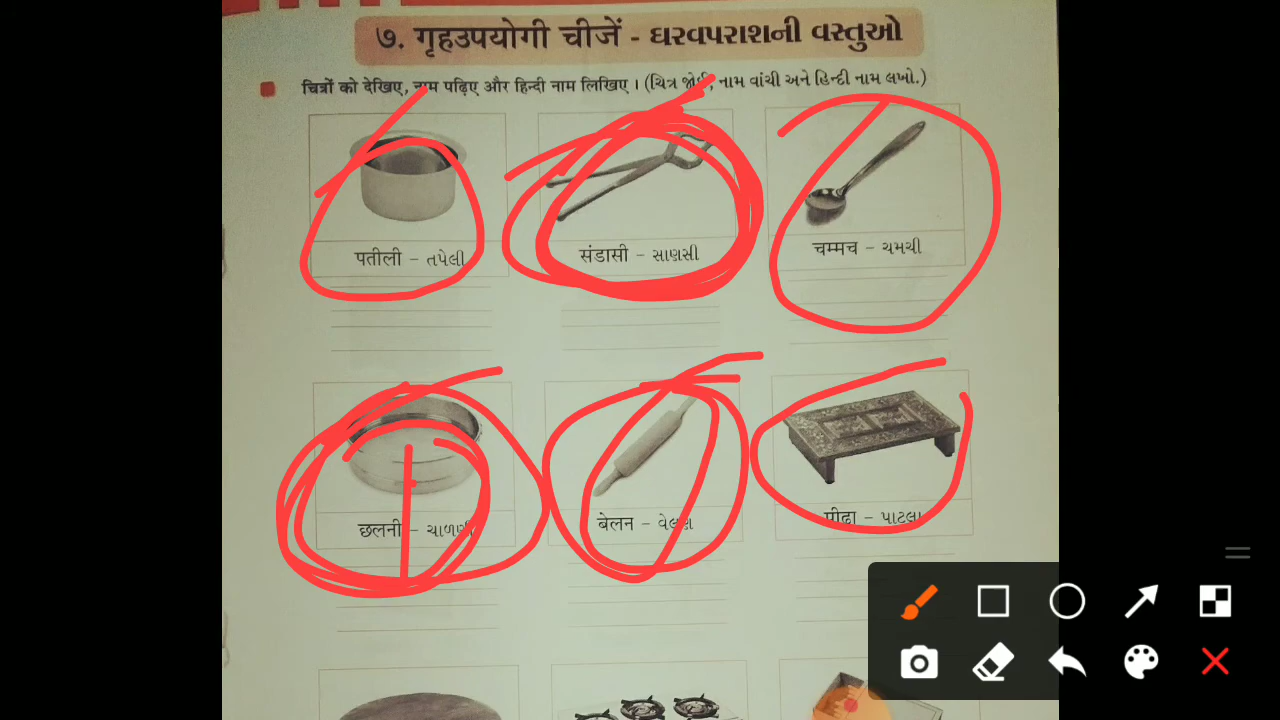 ७. गृहउपयोगी चीजें - ઘરવપરાશની વસ્તુઓ
चित्रों को देखिए, नाम पढ़िए और हिन्दी नाम लिखिए । (ચિત્ર જોઈ, નામ વાંચી અને હિન્દી નામ લખો.)
पतीली - તપેલી
संडासी - સાણસી
चम्मच - ચમચી
छलनी - ચાળણી
बेलन - વેલણ
पीढ़ा - પાટલા